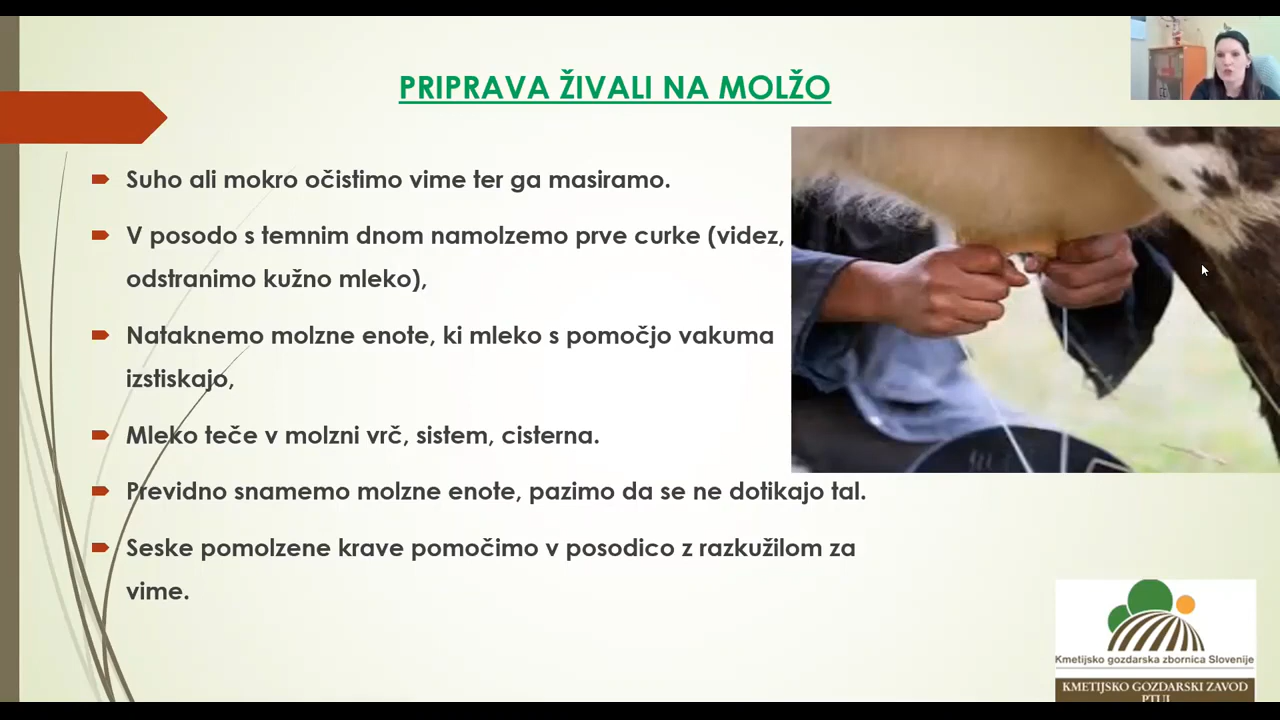 PRIPRAVA ŽIVALI NA MOLŽO
Suho ali mokro očistimo vime ter ga masiramo.
V posodo s temnim dnom namolzemo prve curke (videz,
odstranimo kužno mleko),
Nataknemo molzne enote, ki mleko s pomočjo vakuma
izstiskajo,
Mleko teče v molzni vrč, sistem, cisterna.
Previdno snamemo molzne enote, pazimo da se ne dotikajo tal.
Seske pomolzene krave pomočimo v posodico z razkužilom za
vime.
Kmetijsko gozdarska zbornica Slovenije
KMETIJSKO GOZDARSKI ZAVOD
PTUJ